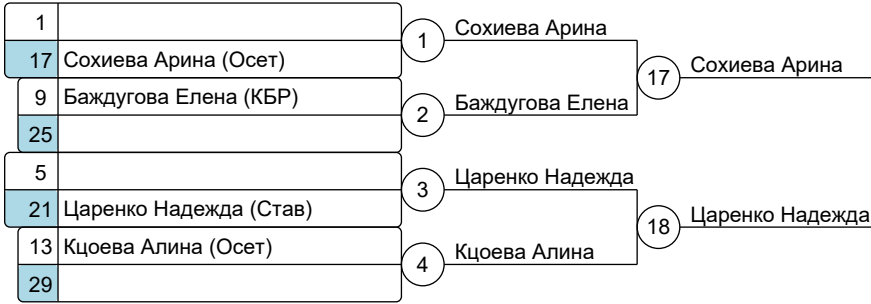 1
17 Сохиева Арина (Осет)
1
Сохиева Арина
9 Баждугова Елена (КБР)
25
2
Баждугова Елена
17
Сохиева Арина
5
21 Царенко Надежда (Став)
3
Царенко Надежда
13 Кцоева Алина (Осет)
29
4
Кцоева Алина
18
Царенко Надежда